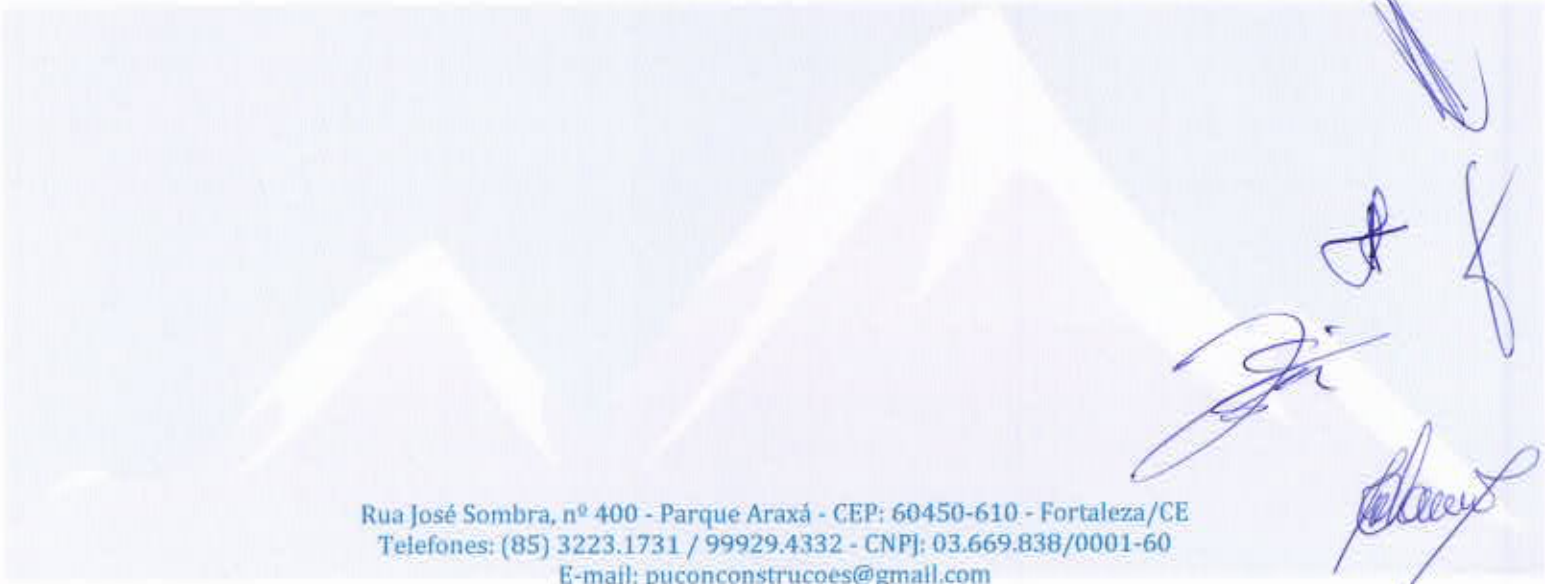 Rua José Sombra, nº 400 - Parque Araxá - CEP: 60450-610 - Fortaleza/CE
Telefones: (85) 3223.1731 / 99929.4332 - CNPJ: 03.669.838/0001-60
E-mail: puconconstrucoes@gmail.com